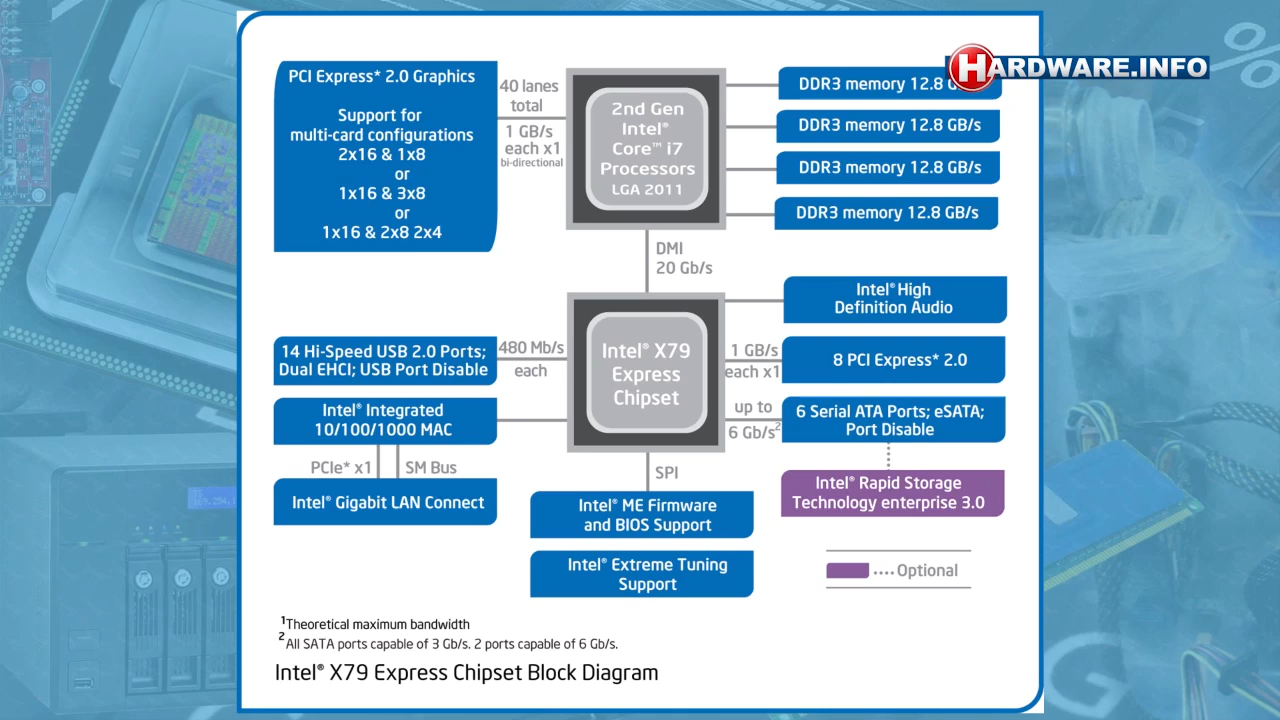 HARDWARE.INFO
PCI Express* 2.0 Graphics
Support for
multi-card configurations
2x16 & 1x8
or
1x16 & 3x8
or
1x16 & 2x8 2x4
40 lanes
total
1 GB/s
each x1
bi-directional
2nd Gen
Intel®
Core™ i7
Processors
LGA 2011
DDR3 memory 12.8
DDR3 memory 12.8 GB/s
DDR3 memory 12.8 GB/s
DDR3 memory 12.8 GB/s
DMI
20 Gb/s
Intel® High
Definition Audio
14 Hi-Speed USB 2.0 Ports;
Dual EHCI; USB Port Disable
480 Mb/s
each
Intel® X79
Express
Chipset
1 GB/s
each x1
8 PCI Express* 2.0
Intel® Integrated
10/100/1000 MAC
up to
6 Gb/s²
6 Serial ATA Ports; eSATA;
Port Disable
PCIe* x1
SM Bus
SPI
Intel® Rapid Storage
Technology enterprise 3.0
Intel® Gigabit LAN Connect
Intel® ME Firmware
and BIOS Support
Intel® Extreme Tuning
Support
Optional
¹Theoretical maximum bandwidth
²All SATA ports capable of 3 Gb/s. 2 ports capable of 6 Gb/s.
Intel® X79 Express Chipset Block Diagram